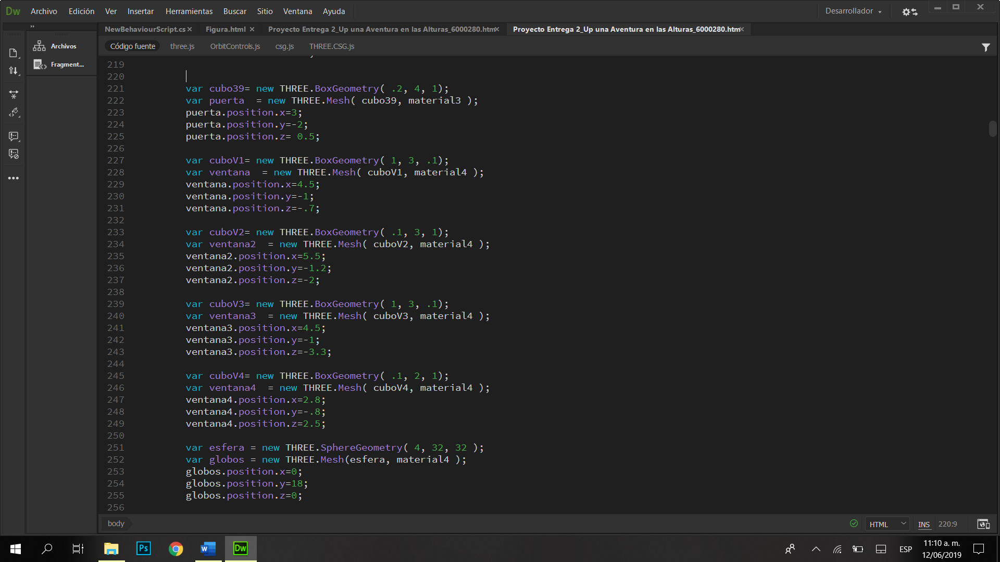 Dw Archivo Edición Ver Insertar Herramientas Buscar Sitio Ventana Ayuda Desarrollador
NewBehaviourScript.cs Figura.html Proyecto Entrega 2_Up una Aventura en las Alturas_6000280.htm Proyecto Entrega 2_Up una Aventura en las Alturas_6000280.htm
Código fuente three.js OrbitControls.js csg.js THREE.CSG.js
Archivos
Fragment...
219
220
221 var cubo39= new THREE.BoxGeometry( .2, 4, 1);
222 var puerta  = new THREE.Mesh( cubo39, material3 );
223 puerta.position.x=3;
224 puerta.position.y=-2;
225 puerta.position.z= 0.5;
226
227 var cuboV1= new THREE.BoxGeometry( 1, 3, .1);
228 var ventana  = new THREE.Mesh( cuboV1, material4 );
229 ventana.position.x=4.5;
230 ventana.position.y=-1;
231 ventana.position.z=-.7;
232
233 var cuboV2= new THREE.BoxGeometry( .1, 3, 1);
234 var ventana2  = new THREE.Mesh( cuboV2, material4 );
235 ventana2.position.x=5.5;
236 ventana2.position.y=-1.2;
237 ventana2.position.z=-2;
238
239 var cuboV3= new THREE.BoxGeometry( 1, 3, .1);
240 var ventana3  = new THREE.Mesh( cuboV3, material4 );
241 ventana3.position.x=4.5;
242 ventana3.position.y=-1;
243 ventana3.position.z=-3.3;
244
245 var cuboV4= new THREE.BoxGeometry( .1, 2, 1);
246 var ventana4  = new THREE.Mesh( cuboV4, material4 );
247 ventana4.position.x=2.8;
248 ventana4.position.y=-.8;
249 ventana4.position.z=2.5;
250
251 var esfera = new THREE.SphereGeometry( 4, 32, 32 );
252 var globos = new THREE.Mesh(esfera, material4 );
253 globos.position.x=0;
254 globos.position.y=18;
255 globos.position.z=0;
256
body HTML INS 220:9
Ps W Dw ESP 11:10 a. m.
12/06/2019